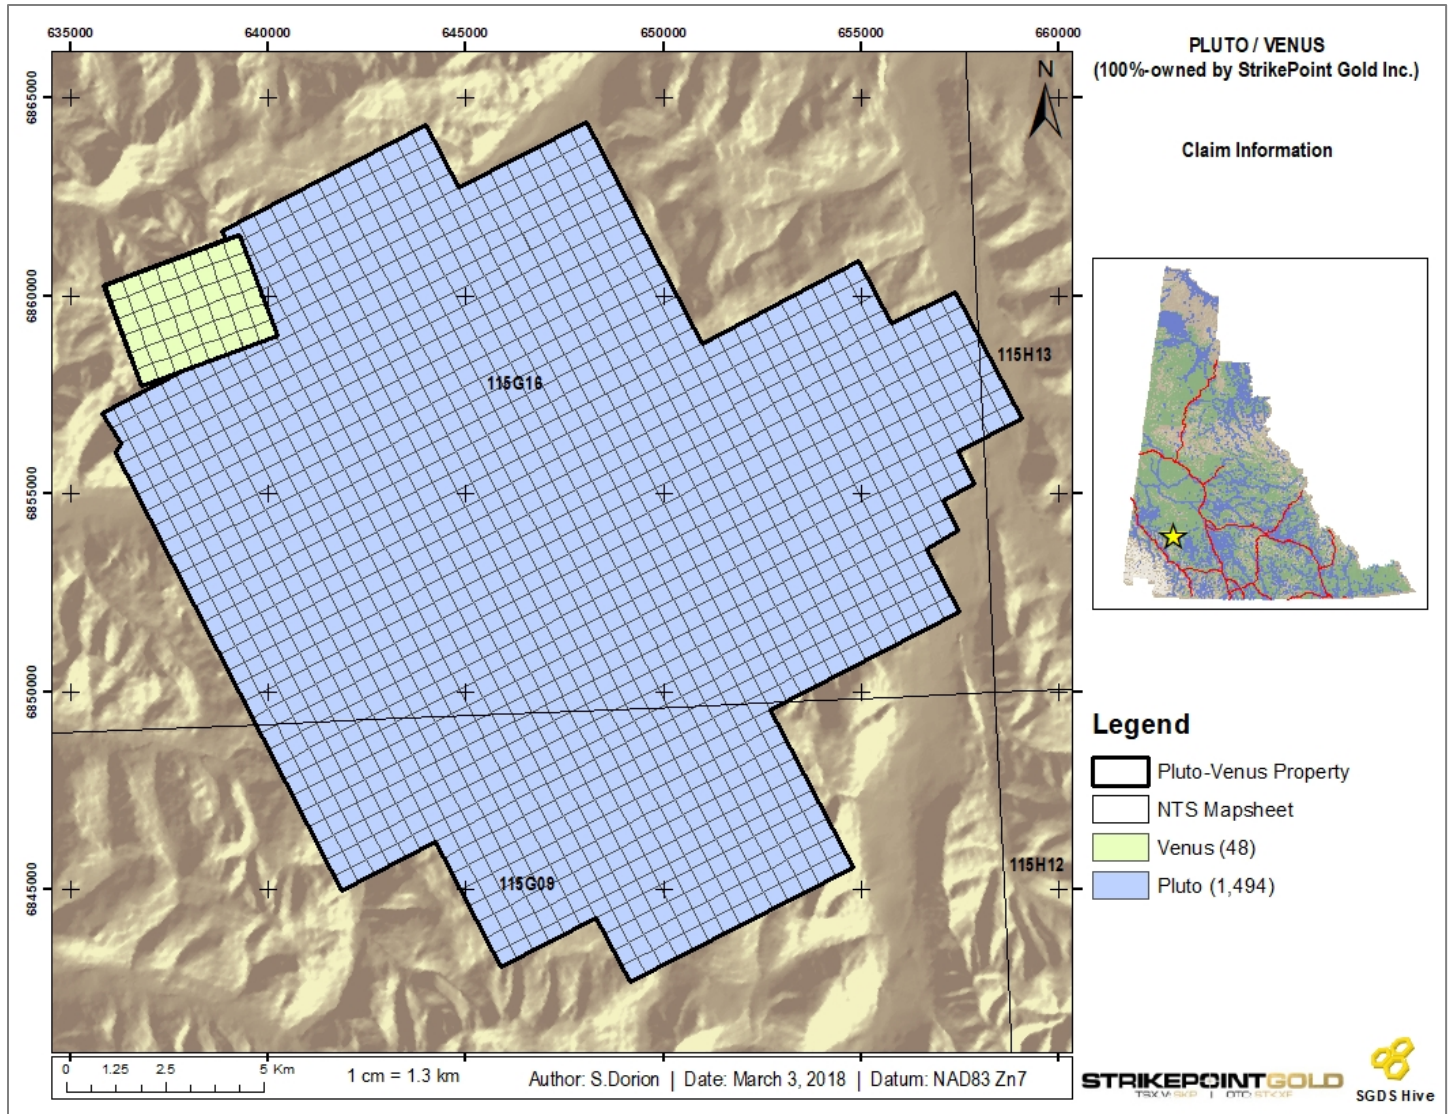 635000 640000 645000 650000 655000 660000
6865000
6860000
6855000
6850000
6845000
N
115G16
115H13
115G09
115H12
PLUTO / VENUS
(100%-owned by StrikePoint Gold Inc.)
Claim Information
Legend
Pluto-Venus Property
NTS Mapsheet
Venus (48)
Pluto (1,494)
0 1.25 2.5 5 Km
1 cm = 1.3 km
Author: S.Dorion | Date: March 3, 2018 | Datum: NAD83 Zn7
STRIKEPOINTGOLD
TSX.V: SKP |
SGDS Hive